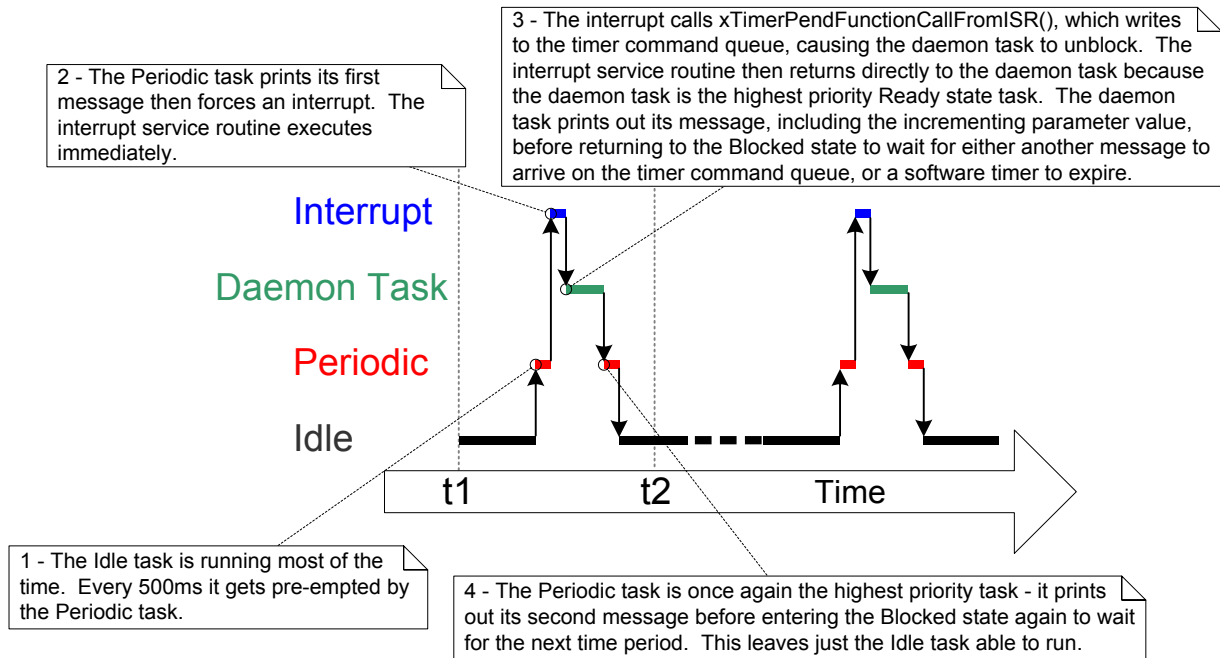 3 - The interrupt calls xTimerPendFunctionCallFromISR(), which writes
to the timer command queue, causing the daemon task to unblock. The
interrupt service routine then returns directly to the daemon task because
the daemon task is the highest priority Ready state task. The daemon
task prints out its message, including the incrementing parameter value,
before returning to the Blocked state to wait for either another message to
arrive on the timer command queue, or a software timer to expire.
2 - The Periodic task prints its first
message then forces an interrupt. The
interrupt service routine executes
immediately.
Interrupt
Daemon Task
Periodic
Idle
t1
t2
Time
1 - The Idle task is running most of the
time. Every 500ms it gets pre-empted by
the Periodic task.
4 - The Periodic task is once again the highest priority task - it prints
out its second message before entering the Blocked state again to wait
for the next time period. This leaves just the Idle task able to run.